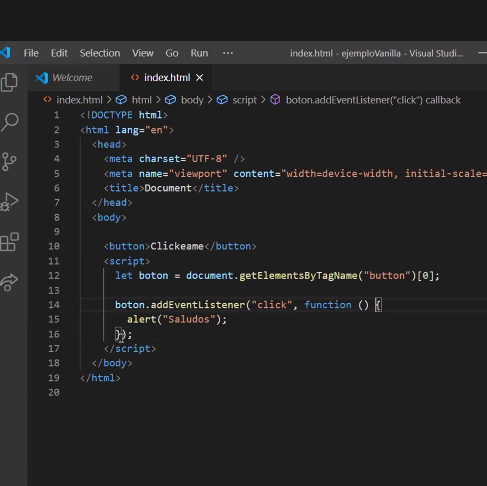 File Edit Selection View Go Run ··· index.html - ejemploVanilla - Visual Studi...
Welcome <> index.html ×
<> index.html > html > body > script > boton.addEventListener("click") callback
1 <!DOCTYPE html>
2 <html lang="en">
3 <head>
4 <meta charset="UTF-8" />
5 <meta name="viewport" content="width=device-width, initial-scale=
6 <title>Document</title>
7 </head>
8 <body>
9
10 <button>Clickeame</button>
11 <script>
12 let boton = document.getElementsByTagName("button")[0];
13
14 boton.addEventListener("click", function () {
15 alert("Saludos");
16 });
17 </script>
18 </body>
19 </html>
20